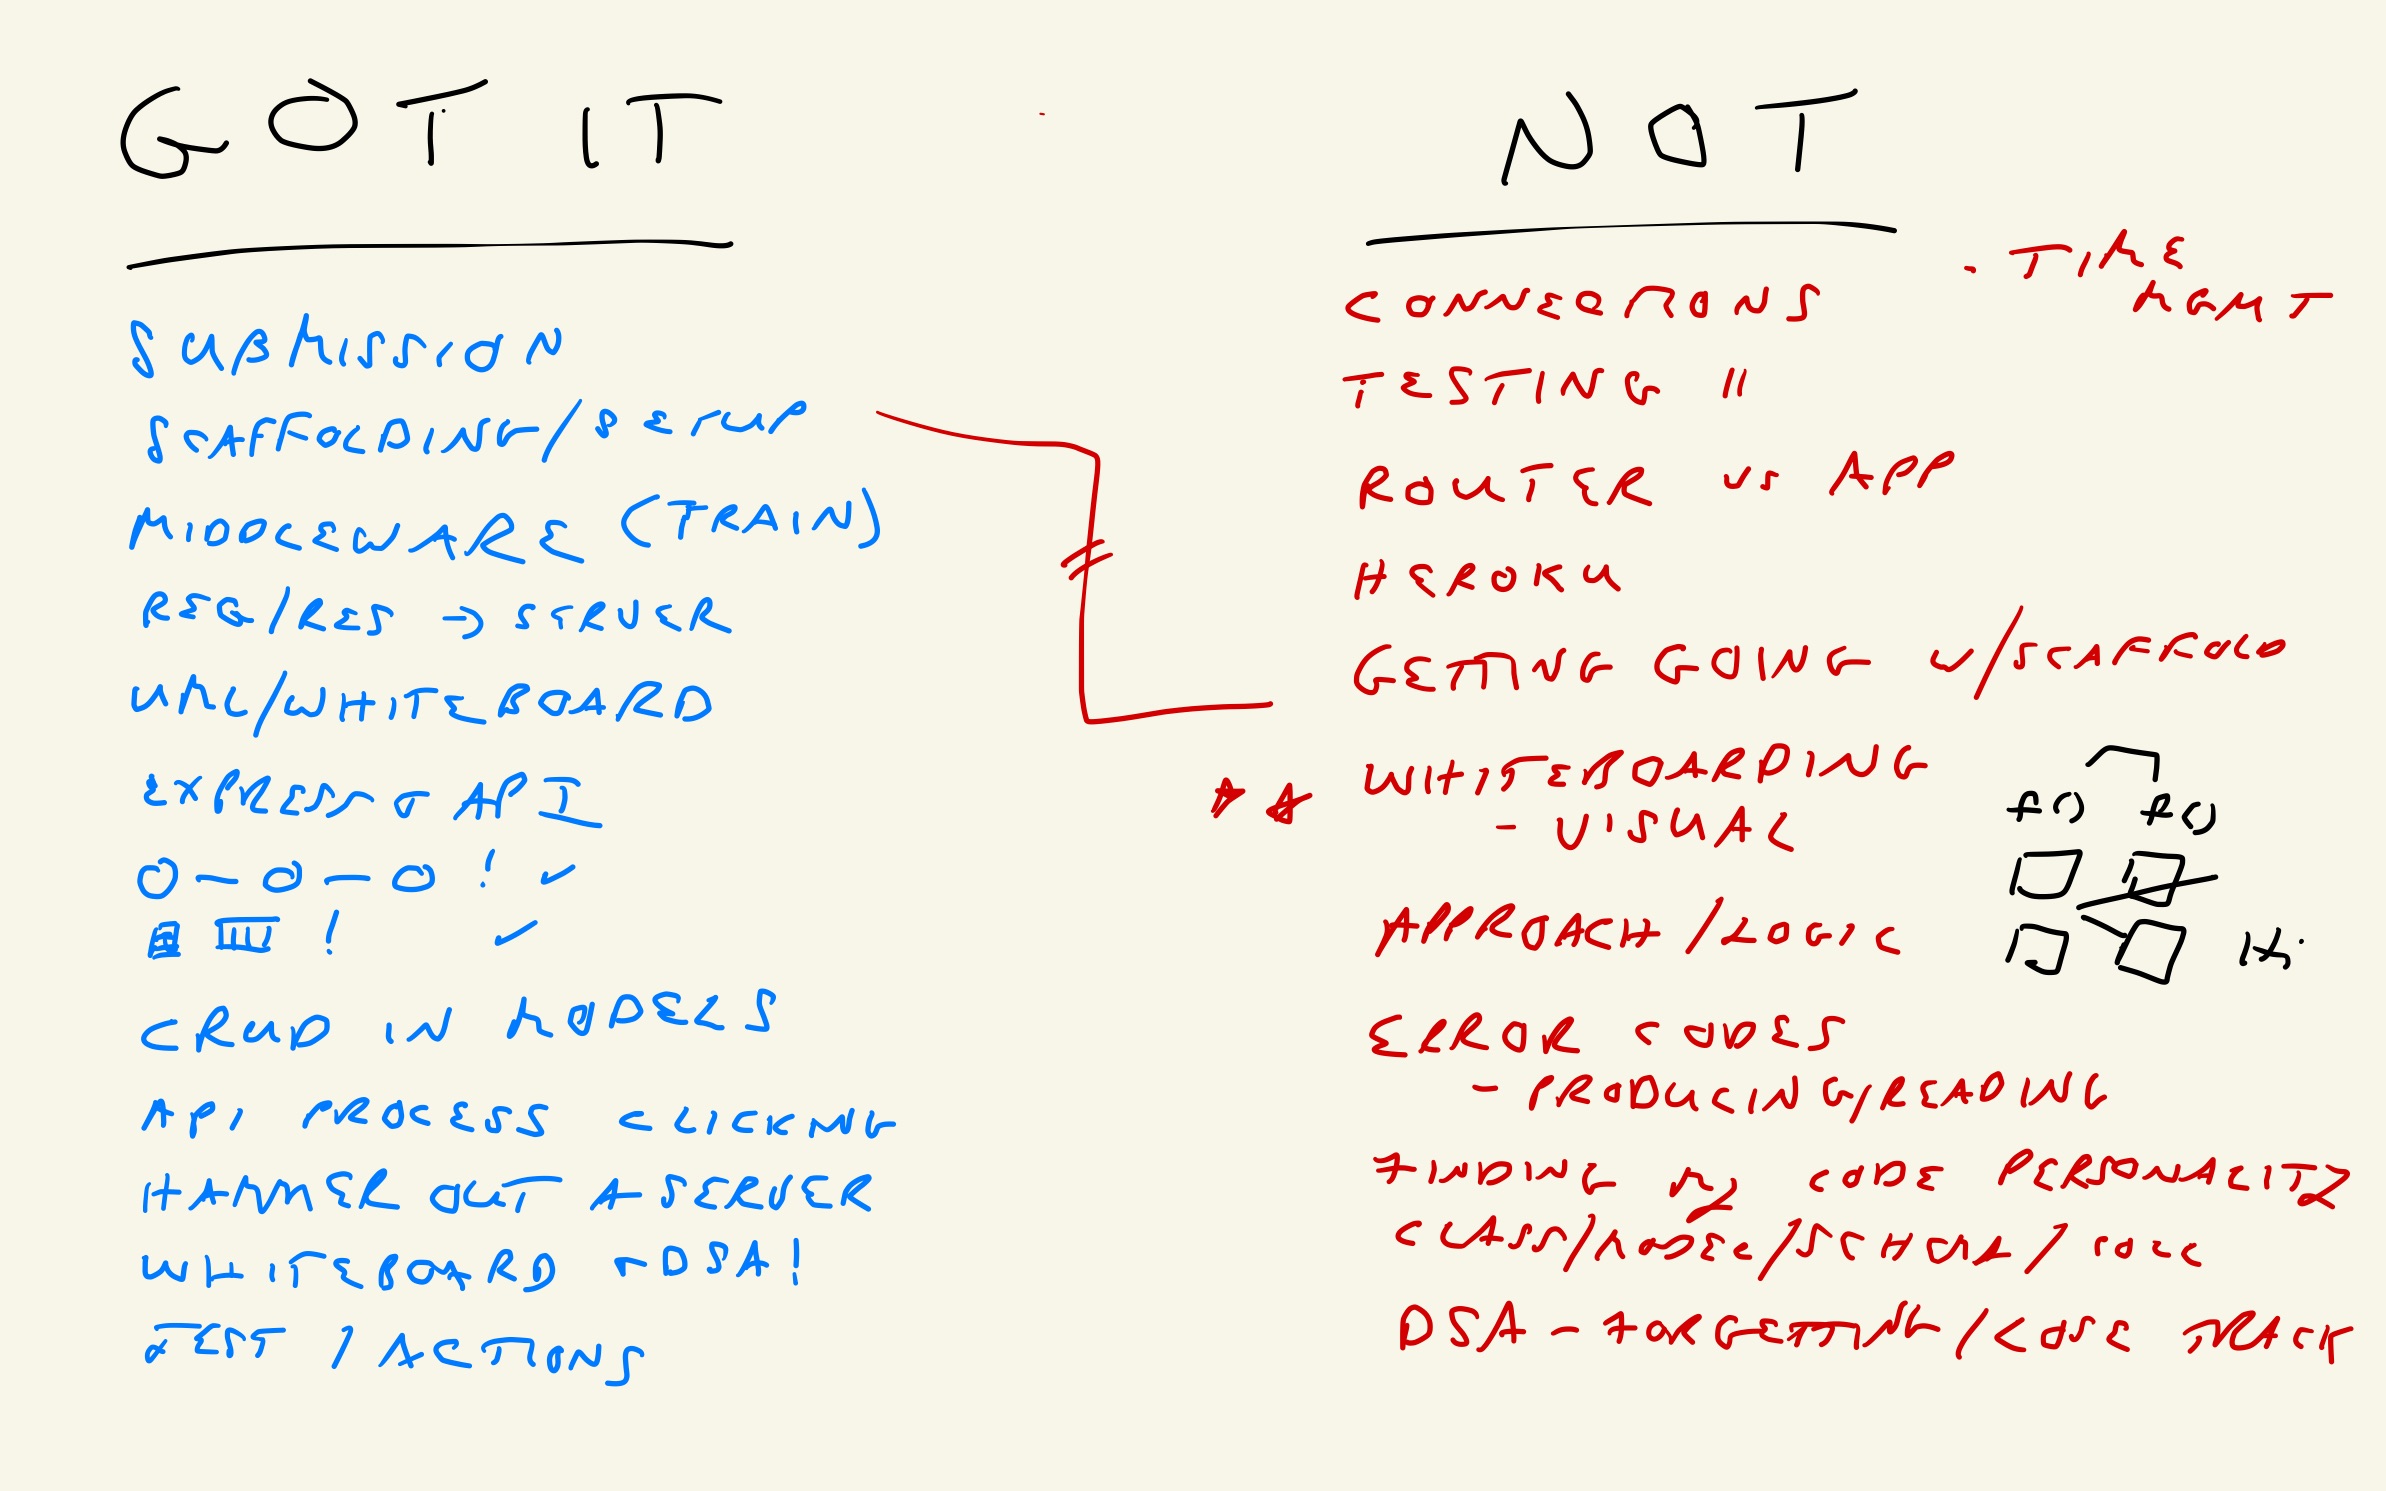 GOT IT
SUBMISSION
SCAFFOLDING/SETUP
MIDDLEWARE (TRAIN)
REQ/RES → SERVER
UML/WHITEBOARD
EXPRESS API
O-O-O ! ✓
! ✓
CRUD IN MODELS
API PROCESS CLICKING
HAMMER OUT A SERVER
WHITEBOARD - DSA!
TEST / ACTIONS
NOT
- TIME
MGMT
CONNECTIONS
TESTING "
ROUTER VS APP
HEROKU
GETTING GOING W/SCAFFOLD
WHITEBOARDING
- VISUAL
f() f()
APPROACH/LOGIC
ERROR CODES
- PRODUCING/READING
FINDING MY CODE PERSONALITY
CLASS/MODEL/SCHEMA/COLL
DSA - FORGETTING/LOSE TRACK